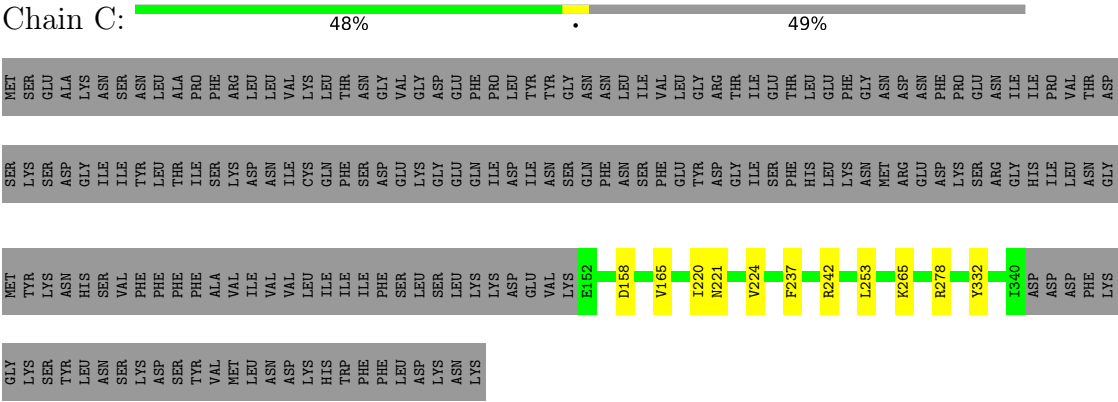 Chain C:
48% • 49%
MET SER GLU ALA LYS ASN SER ASN LEU ALA PRO PHE ARG LEU LEU VAL LYS LEU THR ASN GLY VAL GLY ASP GLU PHE PRO LEU TYR TYR GLY ASN ASN LEU ILE VAL LEU GLY ARG THR ILE GLU THR LEU GLU PHE GLY ASN ASP ASN PHE PRO GLU ASN ILE ILE PRO VAL THR ASP
SER LYS SER ASP GLY ILE ILE TYR LEU THR ILE SER LYS ASP ASN ILE CYS GLN PHE SER ASP GLU LYS GLY GLU GLN ILE ASP ILE ASN SER GLN PHE ASN SER PHE GLU TYR ASP GLY ILE SER PHE HIS LEU LYS ASN MET ARG GLU ASP LYS SER ARG GLY HIS ILE LEU ASN GLY
MET TYR LYS ASN HIS SER VAL PHE PHE PHE PHE ALA VAL ILE VAL VAL LEU ILE ILE ILE PHE SER LEU SER LEU LYS LYS ASP GLU VAL LYS E152 D158 V165 I220 N221 V224 F237 R242 L253 K265 R278 Y332 I340 ASP ASP ASP PHE LYS
GLY LYS SER TYR LEU ASN SER LYS ASP SER TYR VAL MET LEU ASN ASP LYS HIS TRP PHE PHE LEU ASP LYS ASN LYS